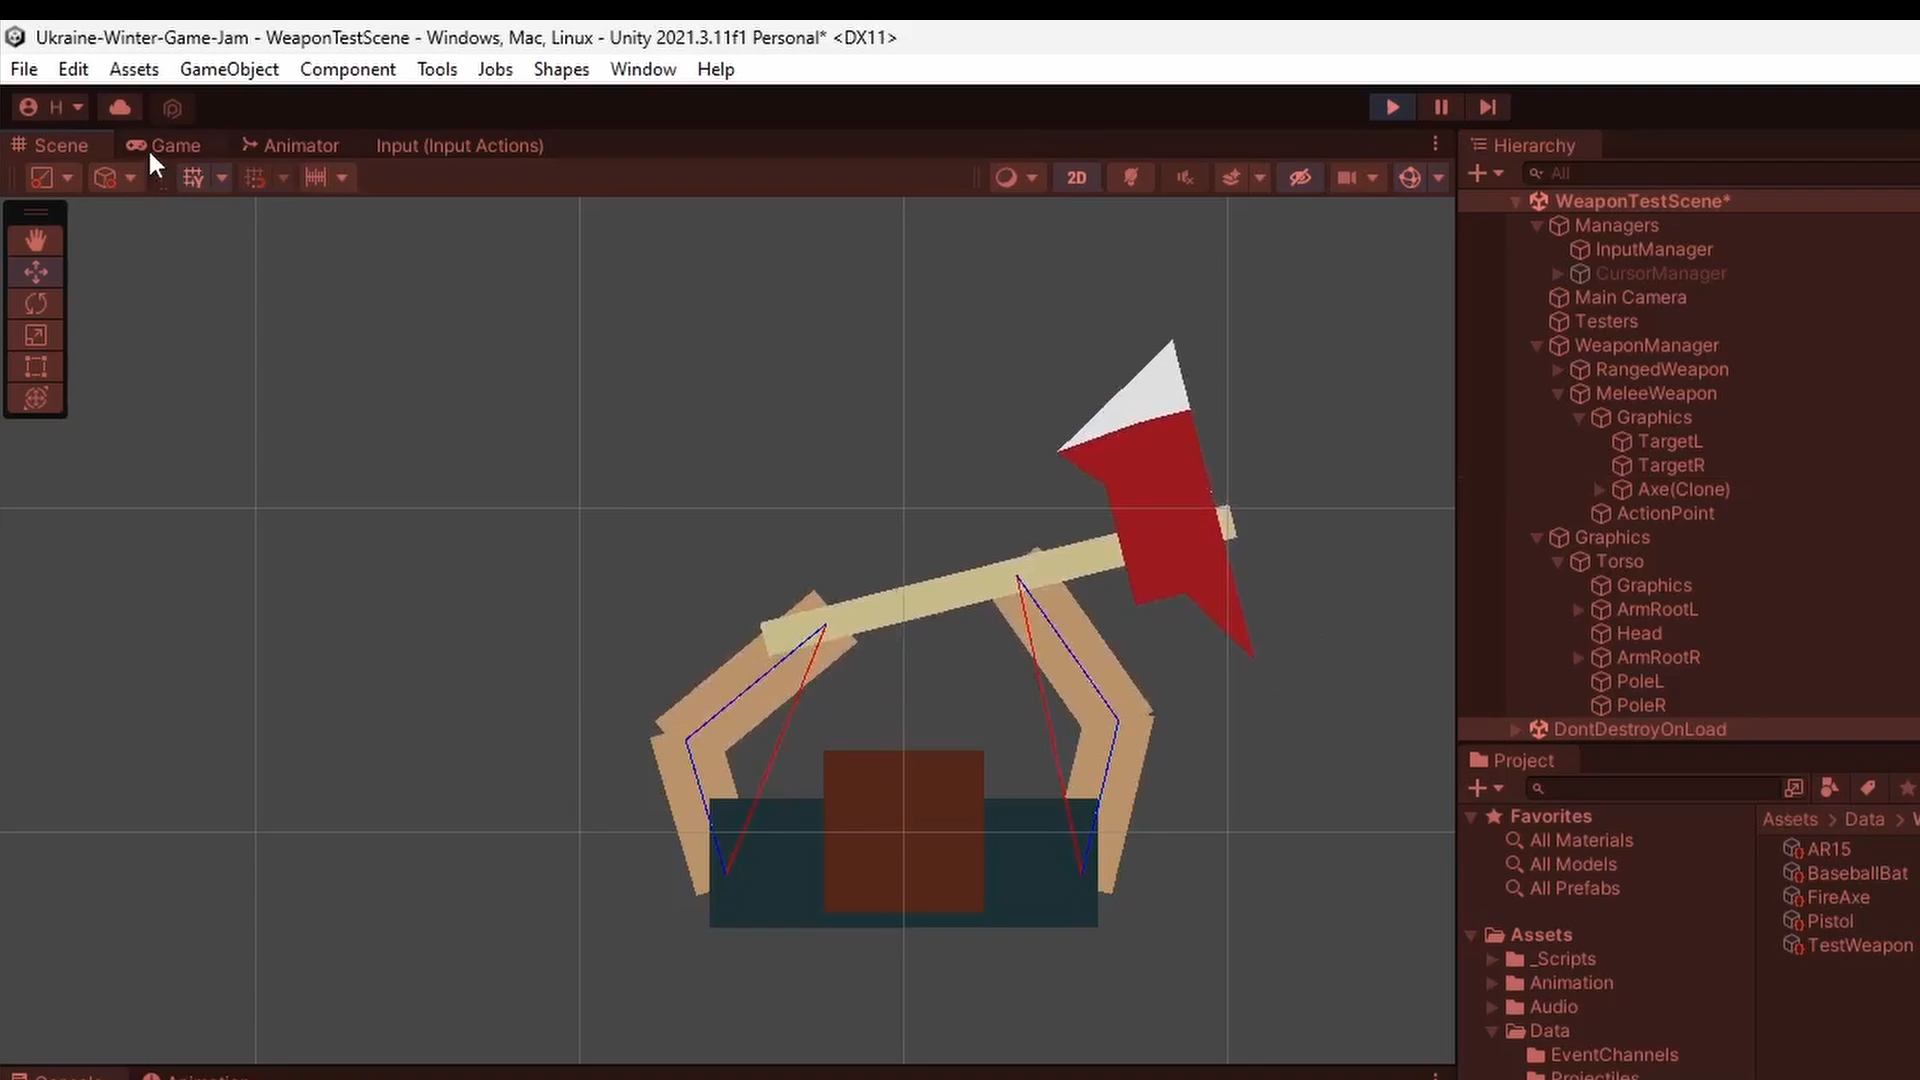 Ukraine-Winter-Game-Jam - WeaponTestScene - Windows, Mac, Linux - Unity 2021.3.11f1 Personal* <DX11>
File Edit Assets GameObject Component Tools Jobs Shapes Window Help
H
Scene Game Animator Input (Input Actions)
2D
Hierarchy
All
WeaponTestScene*
Managers
InputManager
CursorManager
Main Camera
Testers
WeaponManager
RangedWeapon
MeleeWeapon
Graphics
TargetL
TargetR
Axe(Clone)
ActionPoint
Graphics
Torso
Graphics
ArmRootL
Head
ArmRootR
PoleL
PoleR
DontDestroyOnLoad
Project
Favorites
All Materials
All Models
All Prefabs
Assets
_Scripts
Animation
Audio
Data
EventChannels
Projectiles
Assets > Data >
AR15
BaseballBat
FireAxe
Pistol
TestWeapon
Console Animation